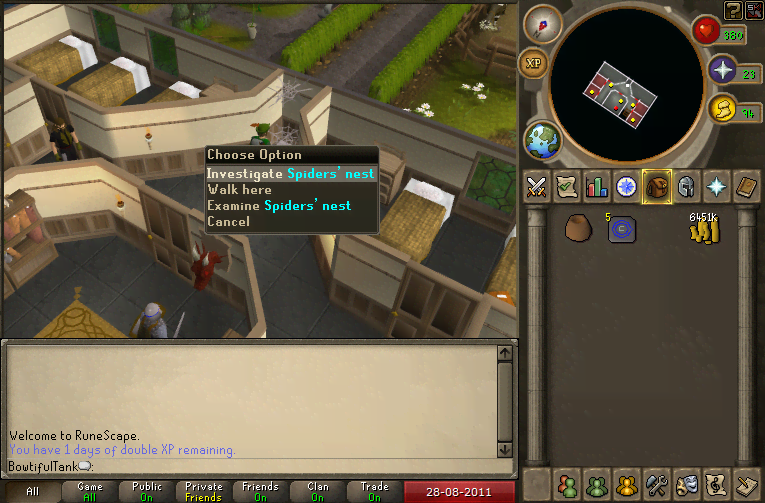 Choose Option
Investigate Spiders' nest
Walk here
Examine Spiders' nest
Cancel
?
380
XP
23
94
5
6451K
Welcome to RuneScape.
You have 1 days of double XP remaining.
BowtifulTank:
All
Game
All
Public
On
Private
Friends
Friends
On
Clan
On
Trade
On
28-08-2011